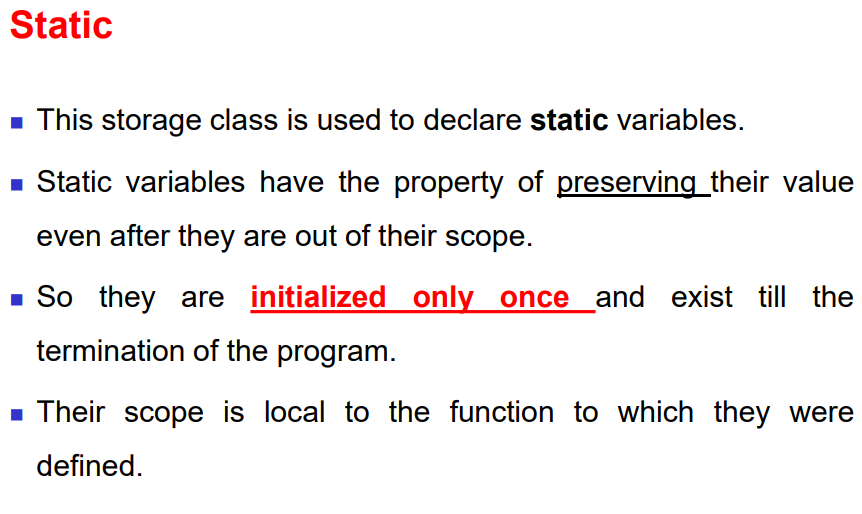 Static
▪ This storage class is used to declare static variables.
▪ Static variables have the property of preserving their value
even after they are out of their scope.
▪ So they are initialized only once and exist till the
termination of the program.
▪ Their scope is local to the function to which they were
defined.